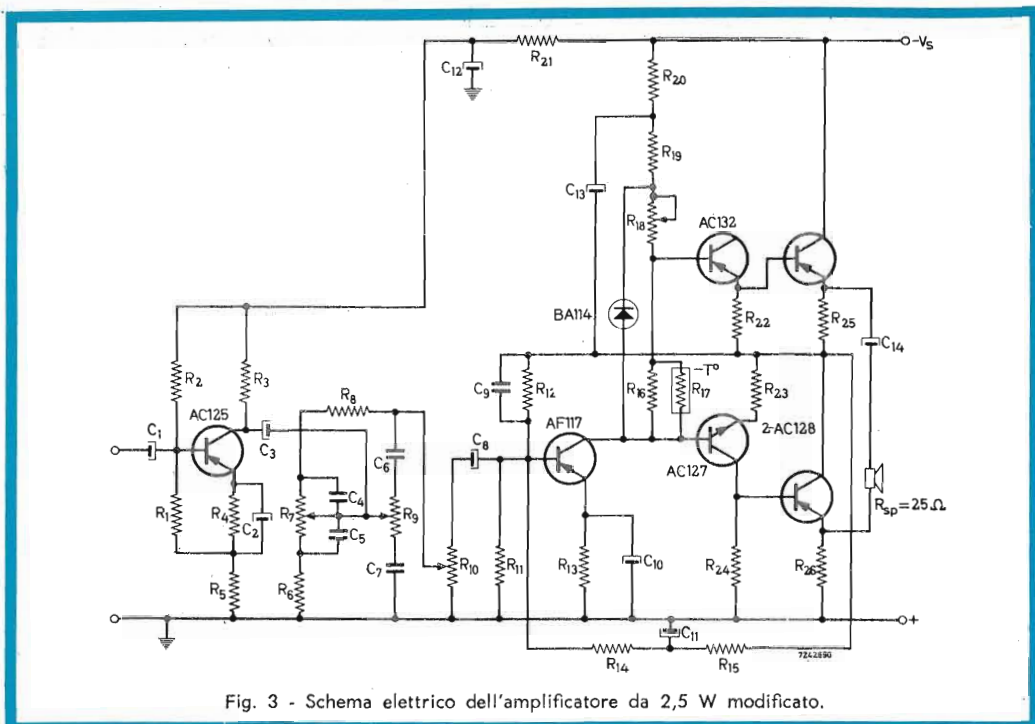 −Vs
C12
R21
R20
R19
C13
R18
AC132
R22
R25
BA114
C14
R2
R3
C9
R12
R16
−T°
R17
R23
R8
AC125
AF117
2-AC128
C1
C3
C8
AC127
C6
Rsp = 25 Ω
R1
R4
C2
R7
C4
C5
R9
C7
R10
R11
R13
C10
R24
R26
R5
R6
+
C11
R14
R15
7242890
Fig. 3 - Schema elettrico dell'amplificatore da 2,5 W modificato.